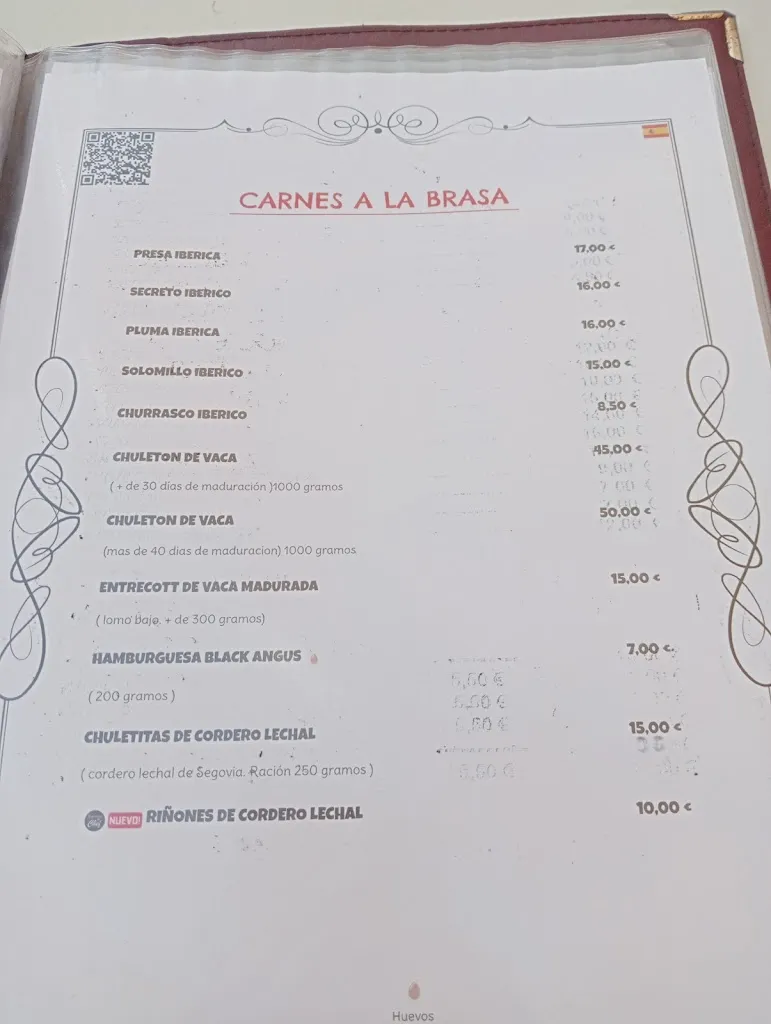 CARNES A LA BRASA
PRESA IBERICA 17,00 €
SECRETO IBERICO 16,00 €
PLUMA IBERICA 16,00 €
SOLOMILLO IBERICO 15,00 €
CHURRASCO IBERICO 8,50 €
CHULETON DE VACA 45,00 €
( + de 30 dias de maduración )1000 gramos
CHULETON DE VACA 50,00 €
(mas de 40 dias de maduracion) 1000 gramos
ENTRECOTT DE VACA MADURADA 15,00 €
( lomo bajo. + de 300 gramos)
HAMBURGUESA BLACK ANGUS 7,00 €
( 200 gramos )
CHULETITAS DE CORDERO LECHAL 15,00 €
( cordero lechal de Segovia. Ración 250 gramos )
NUEVO! RIÑONES DE CORDERO LECHAL 10,00 €
Huevos